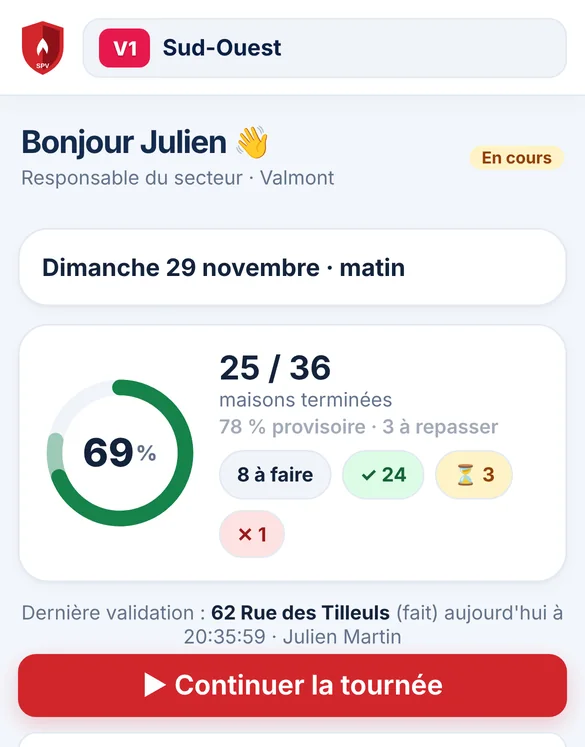 SPV
V1 Sud-Ouest
Bonjour Julien 👋
En cours
Responsable du secteur · Valmont
Dimanche 29 novembre · matin
69%
25 / 36
maisons terminées
78 % provisoire · 3 à repasser
8 à faire ✓ 24 ⏳ 3
✕ 1
Dernière validation : 62 Rue des Tilleuls (fait) aujourd'hui à
20:35:59 · Julien Martin
▶ Continuer la tournée